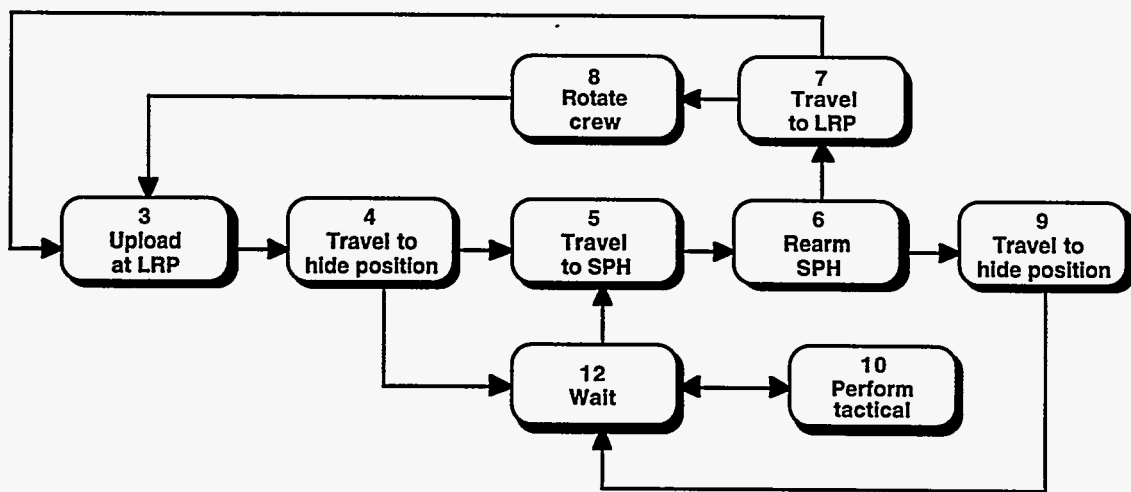 8
Rotate
crew
7
Travel
to LRP
3
Upload
at LRP
4
Travel to
hide position
5
Travel
to SPH
6
Rearm
SPH
9
Travel to
hide position
12
Wait
10
Perform
tactical